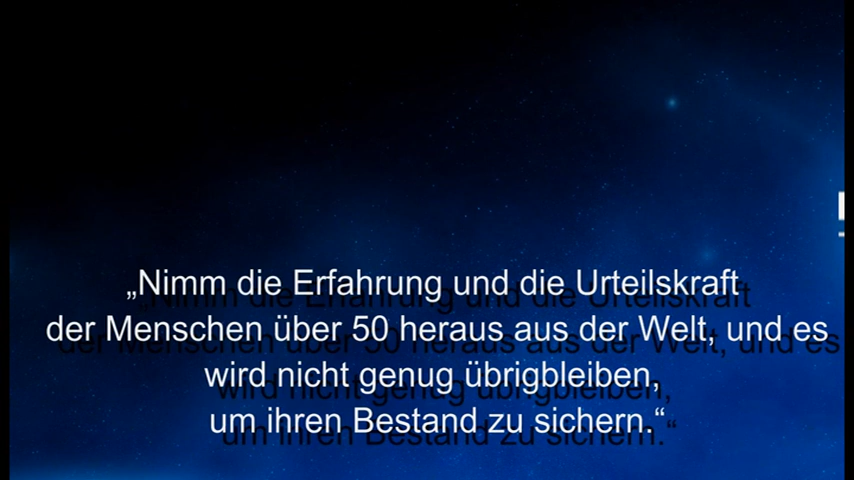 „Nimm die Erfahrung und die Urteilskraft
der Menschen über 50 heraus aus der Welt, und es
wird nicht genug übrigbleiben,
um ihren Bestand zu sichern.“